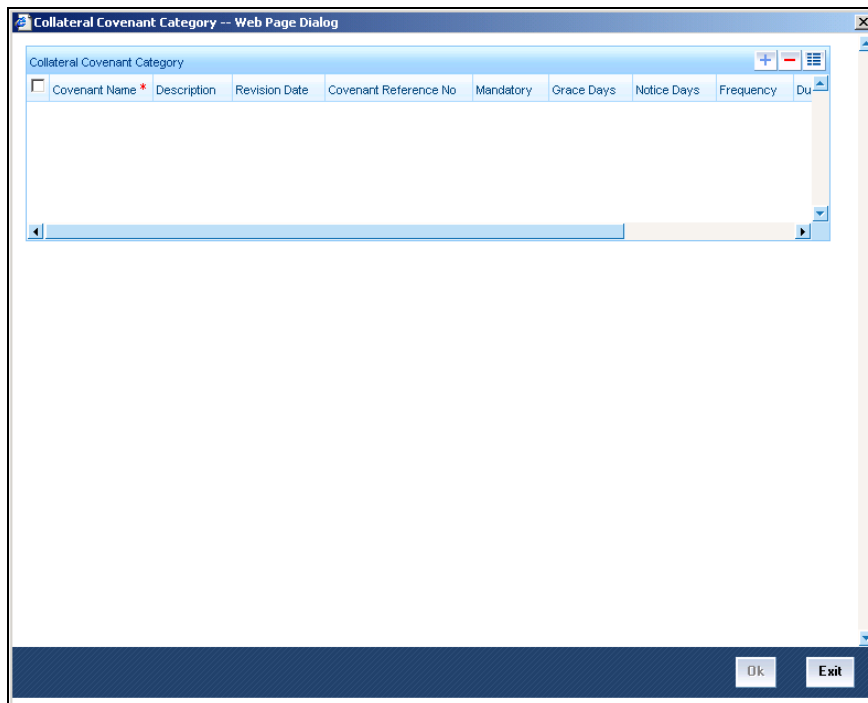 Collateral Covenant Category -- Web Page Dialog
Collateral Covenant Category
Covenant Name * Description Revision Date Covenant Reference No Mandatory Grace Days Notice Days Frequency Du
Ok Exit